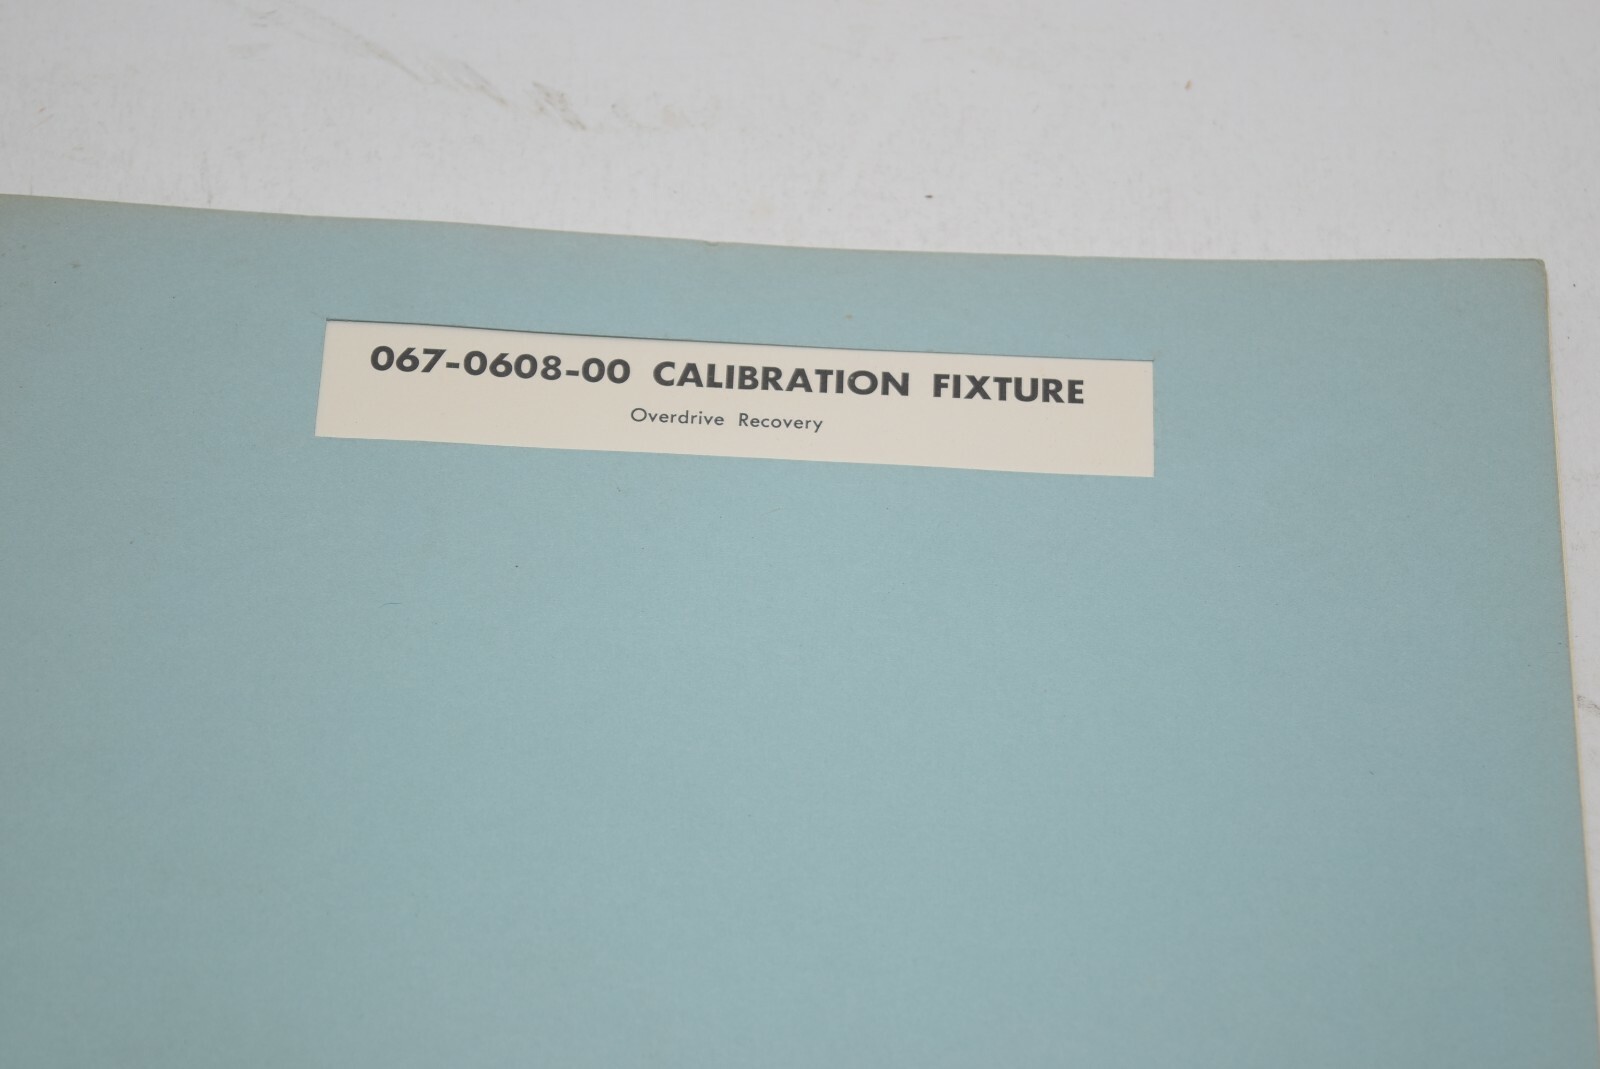 067-0608-00 CALIBRATION FIXTURE
Overdrive Recovery